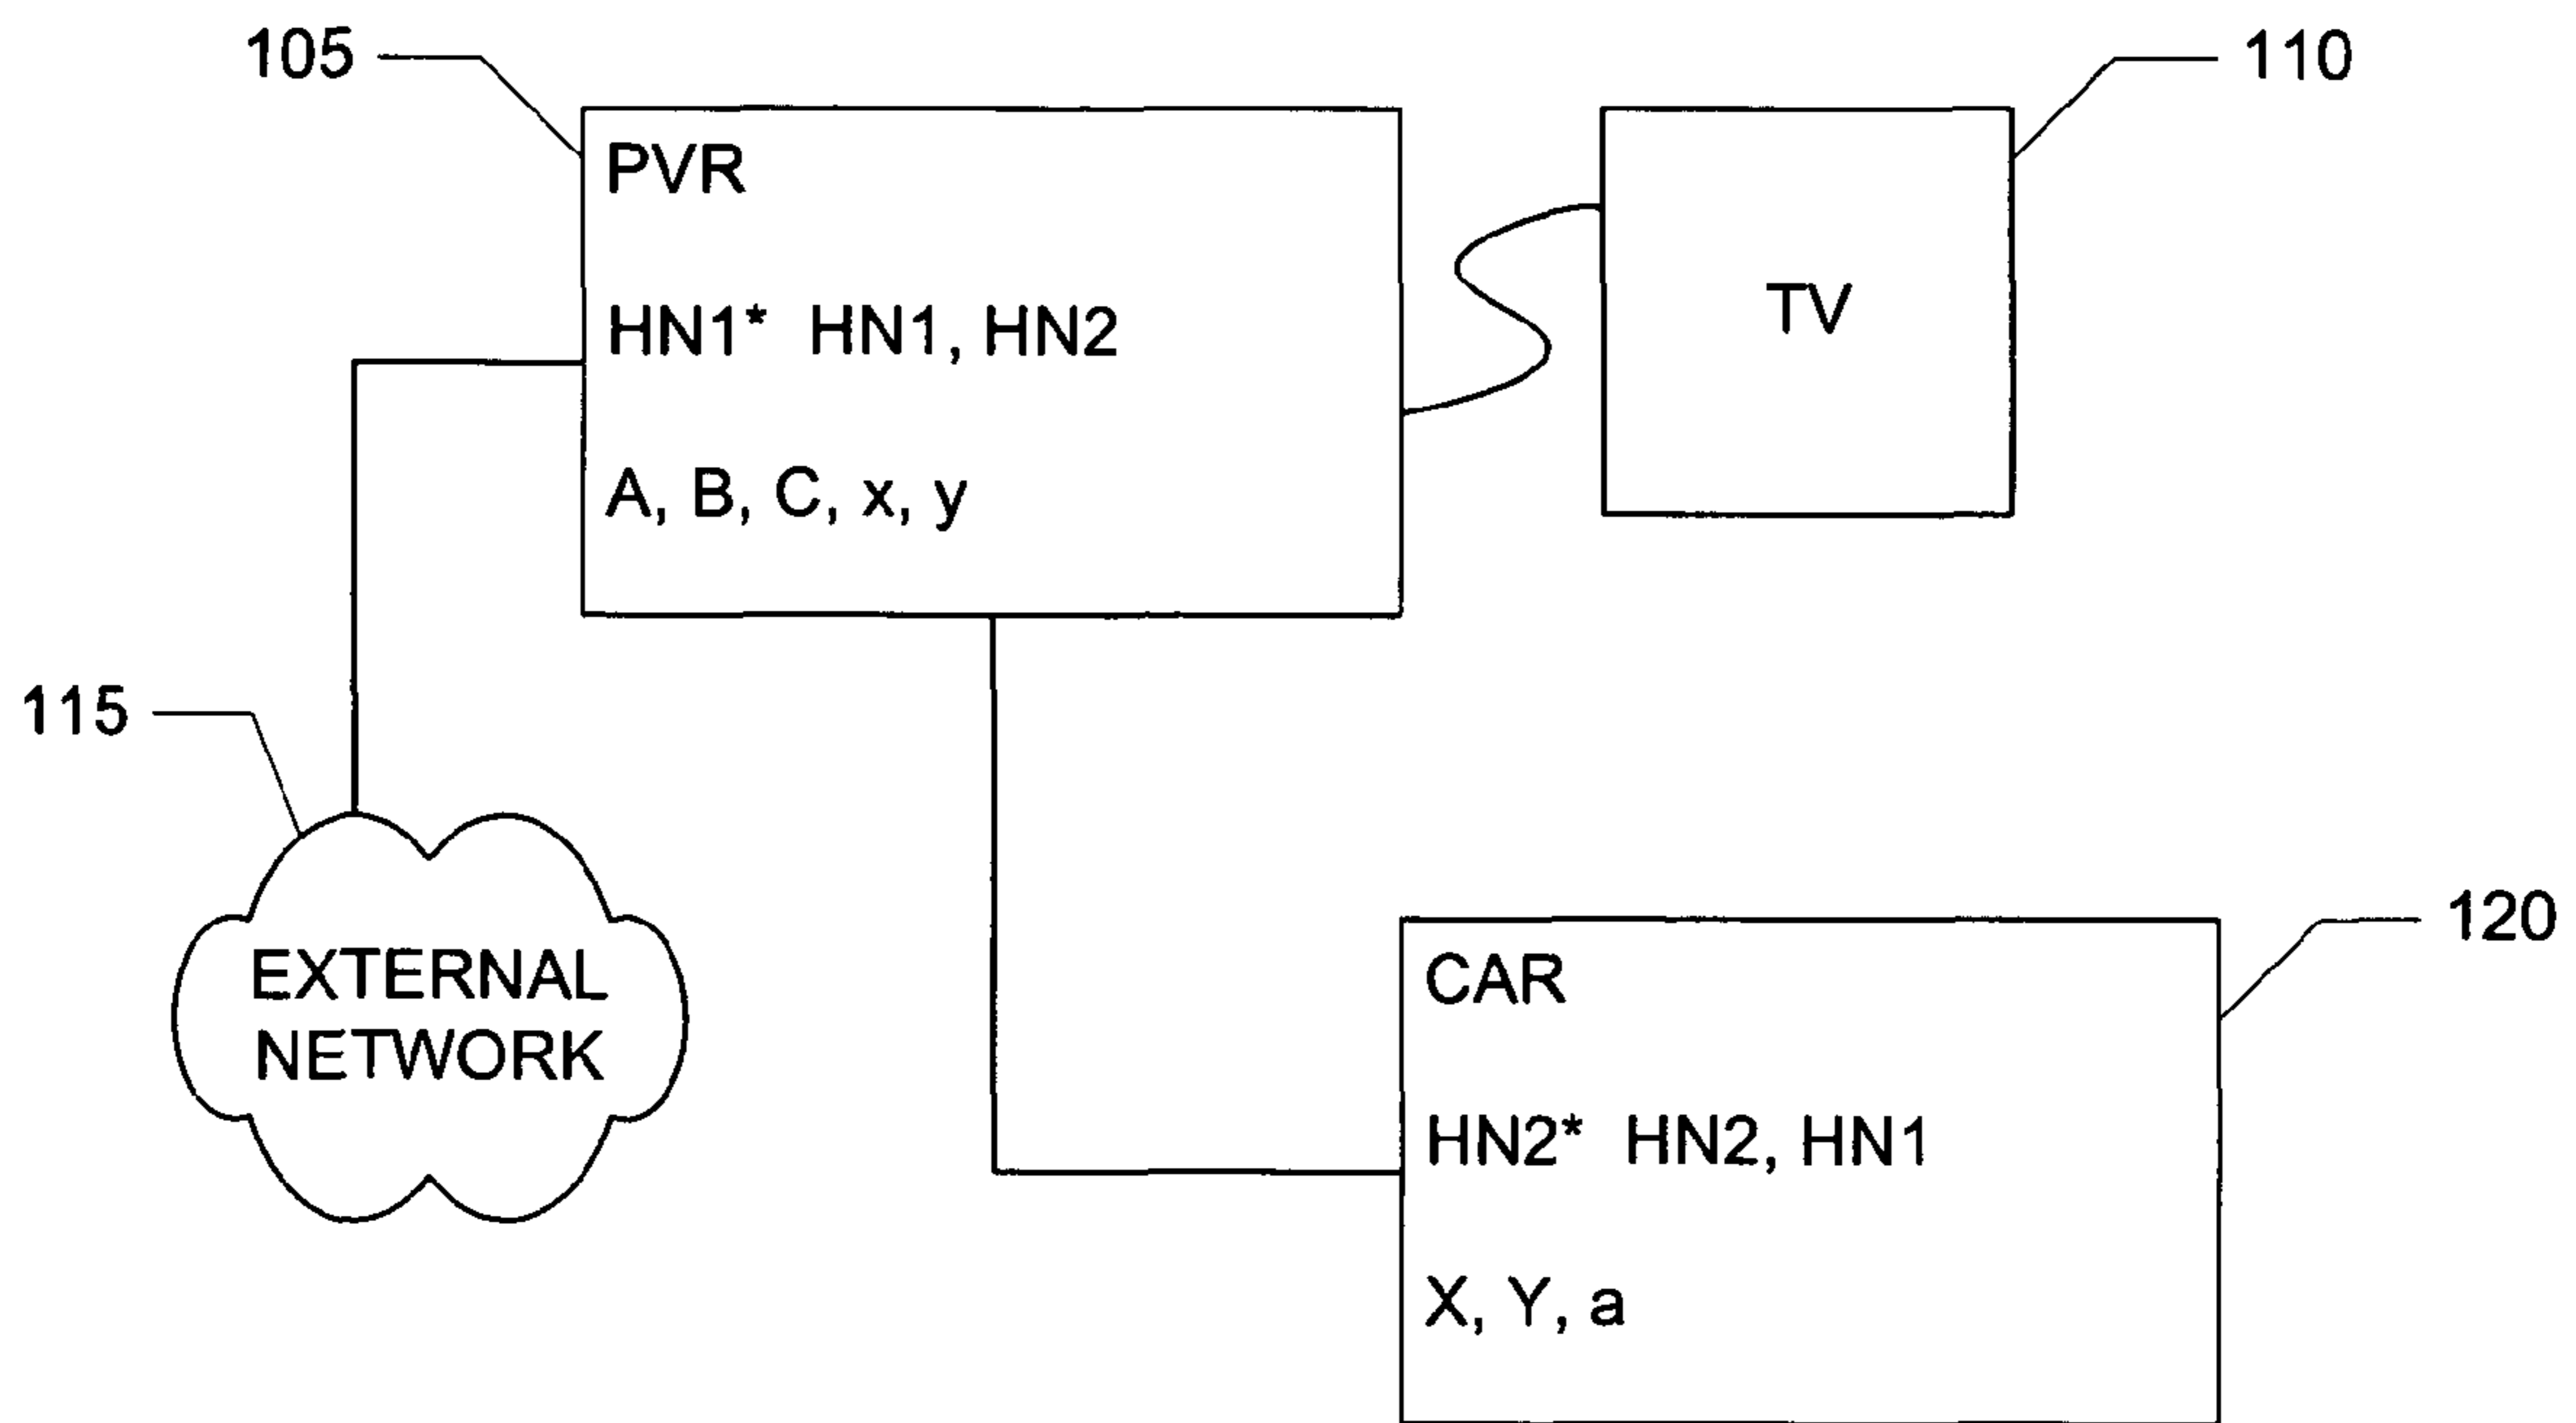 105
110
PVR
HN1* HN1, HN2
A, B, C, x, y
TV
115
EXTERNAL
NETWORK
120
CAR
HN2* HN2, HN1
X, Y, a